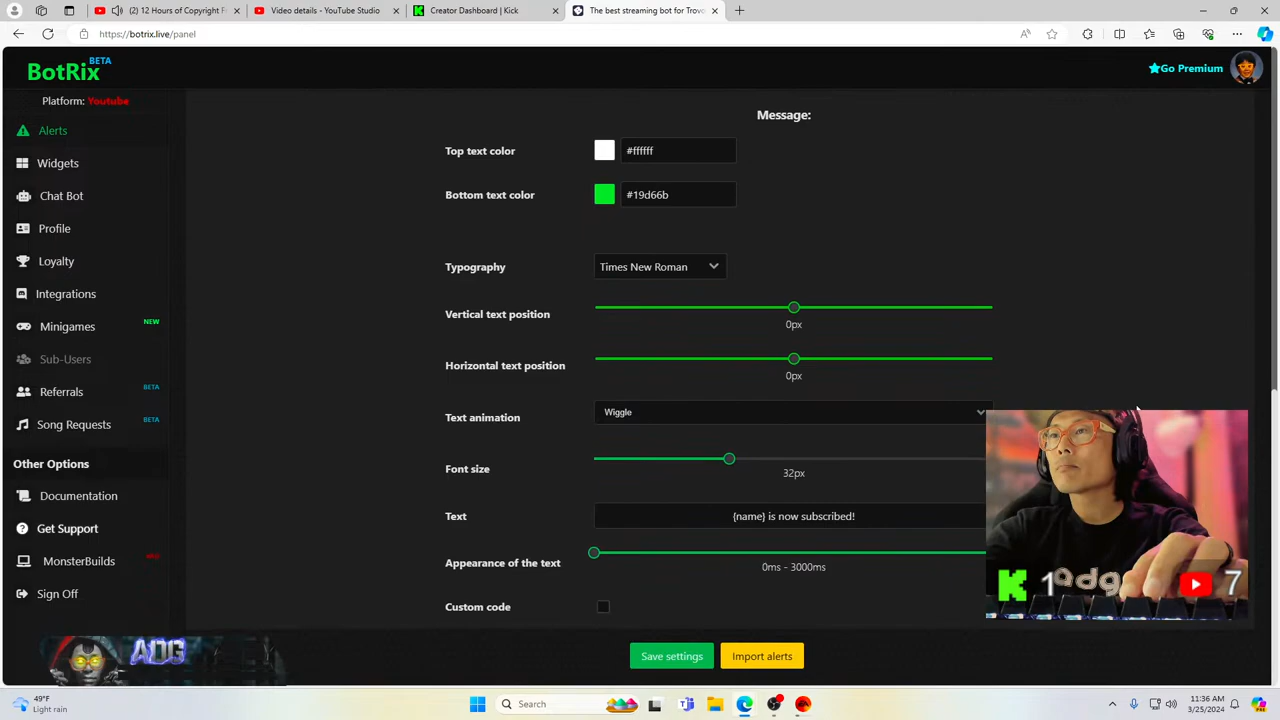 (2) 12 Hours of Copyright F
Video details - YouTube Studio
Creator Dashboard | Kick
The best streaming bot for Trovo
https://botrix.live/panel
BotRix
BETA
Go Premium
Platform: Youtube
Alerts
Widgets
Chat Bot
Profile
Loyalty
Integrations
Minigames
NEW
Sub-Users
Referrals
BETA
Song Requests
BETA
Other Options
Documentation
Get Support
MonsterBuilds
Sign Off
Message:
Top text color
#ffffff
Bottom text color
#19d66b
Typography
Times New Roman
Vertical text position
0px
Horizontal text position
0px
Text animation
Wiggle
Font size
32px
Text
{name} is now subscribed!
Appearance of the text
0ms - 3000ms
Custom code
Save settings
Import alerts
ADG
adg
K 1
7
49°F
Light rain
Search
11:36 AM
3/25/2024